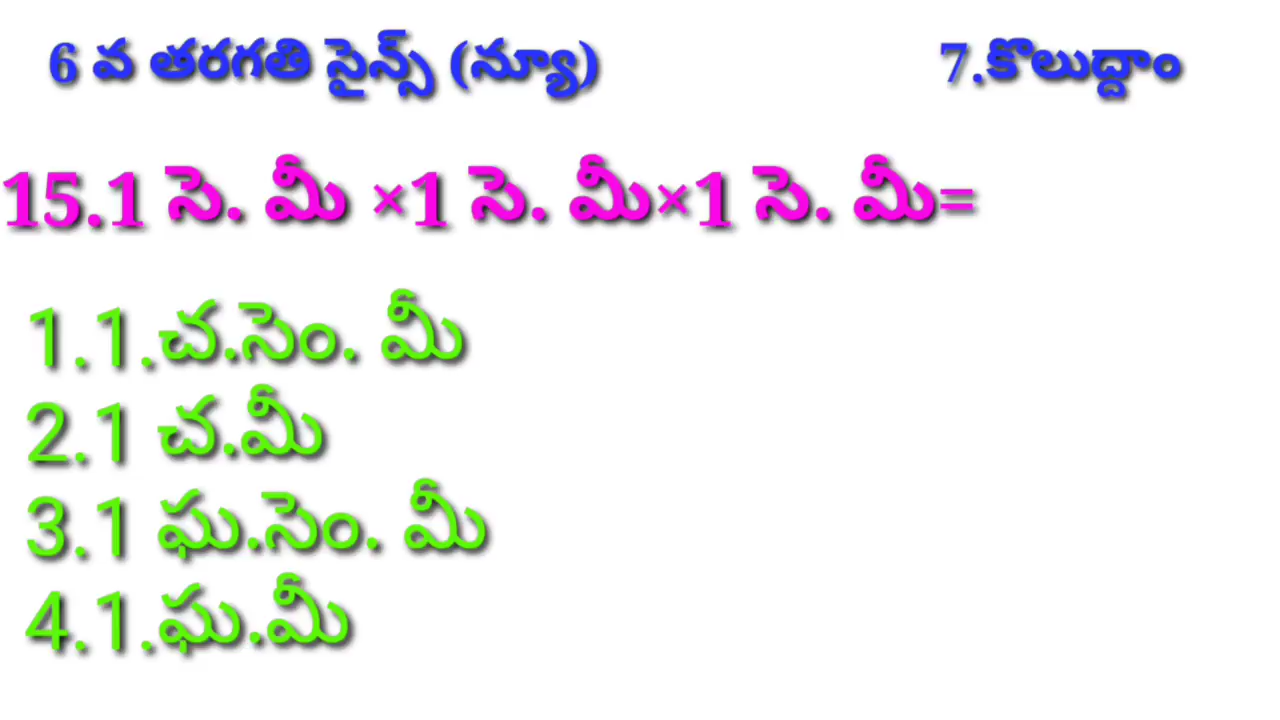 6 వ తరగతి సైన్స్ (న్యూ) 7.కొలుద్దాం
15.1 సె. మీ ×1 సె. మీ×1 సె. మీ=
1.1.చ.సెం. మీ
2.1 చ.మీ
3.1 ఘ.సెం. మీ
4.1.ఘ.మీ